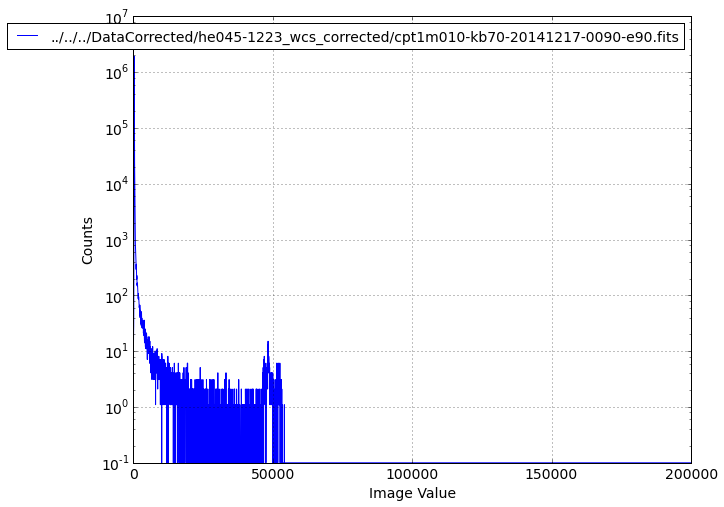 10^7
../../../DataCorrected/he045-1223_wcs_corrected/cpt1m010-kb70-20141217-0090-e90.fits
10^6
10^5
10^4
10^3
10^2
10^1
10^0
10^-1
Counts
0 50000 100000 150000 200000
Image Value